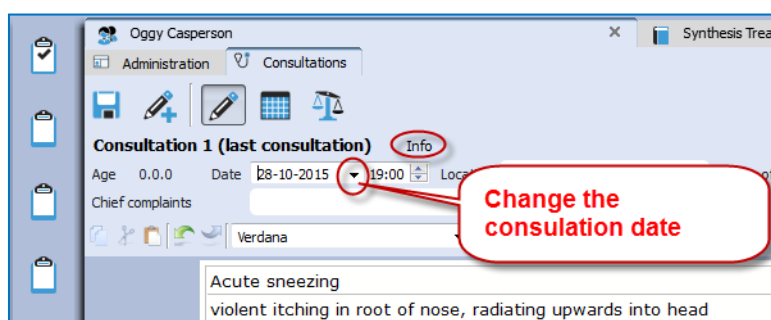 Oggy Casperson
Synthesis Trea
Administration
Consultations
Consultation 1 (last consultation) Info
Age 0.0.0 Date 28-10-2015 19:00 Loca
Chief complaints
Change the
consulation date
Verdana
Acute sneezing
violent itching in root of nose, radiating upwards into head